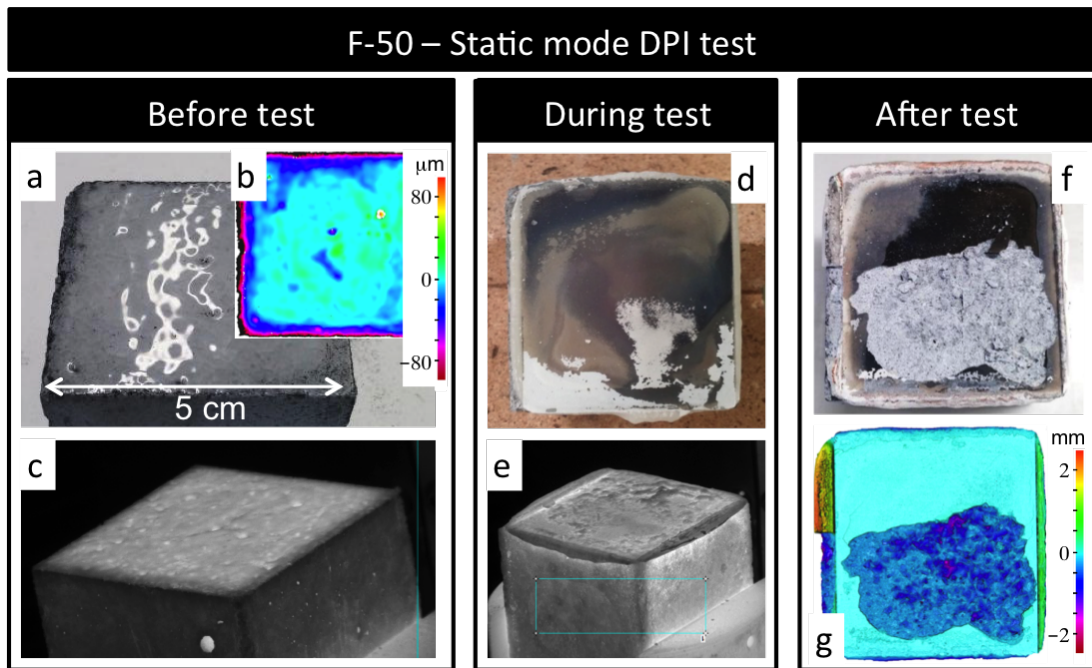 F-50 – Static mode DPI test
Before test
During test
After test
a
b
μm
80
0
−80
5 cm
c
d
e
f
g
mm
2
0
−2